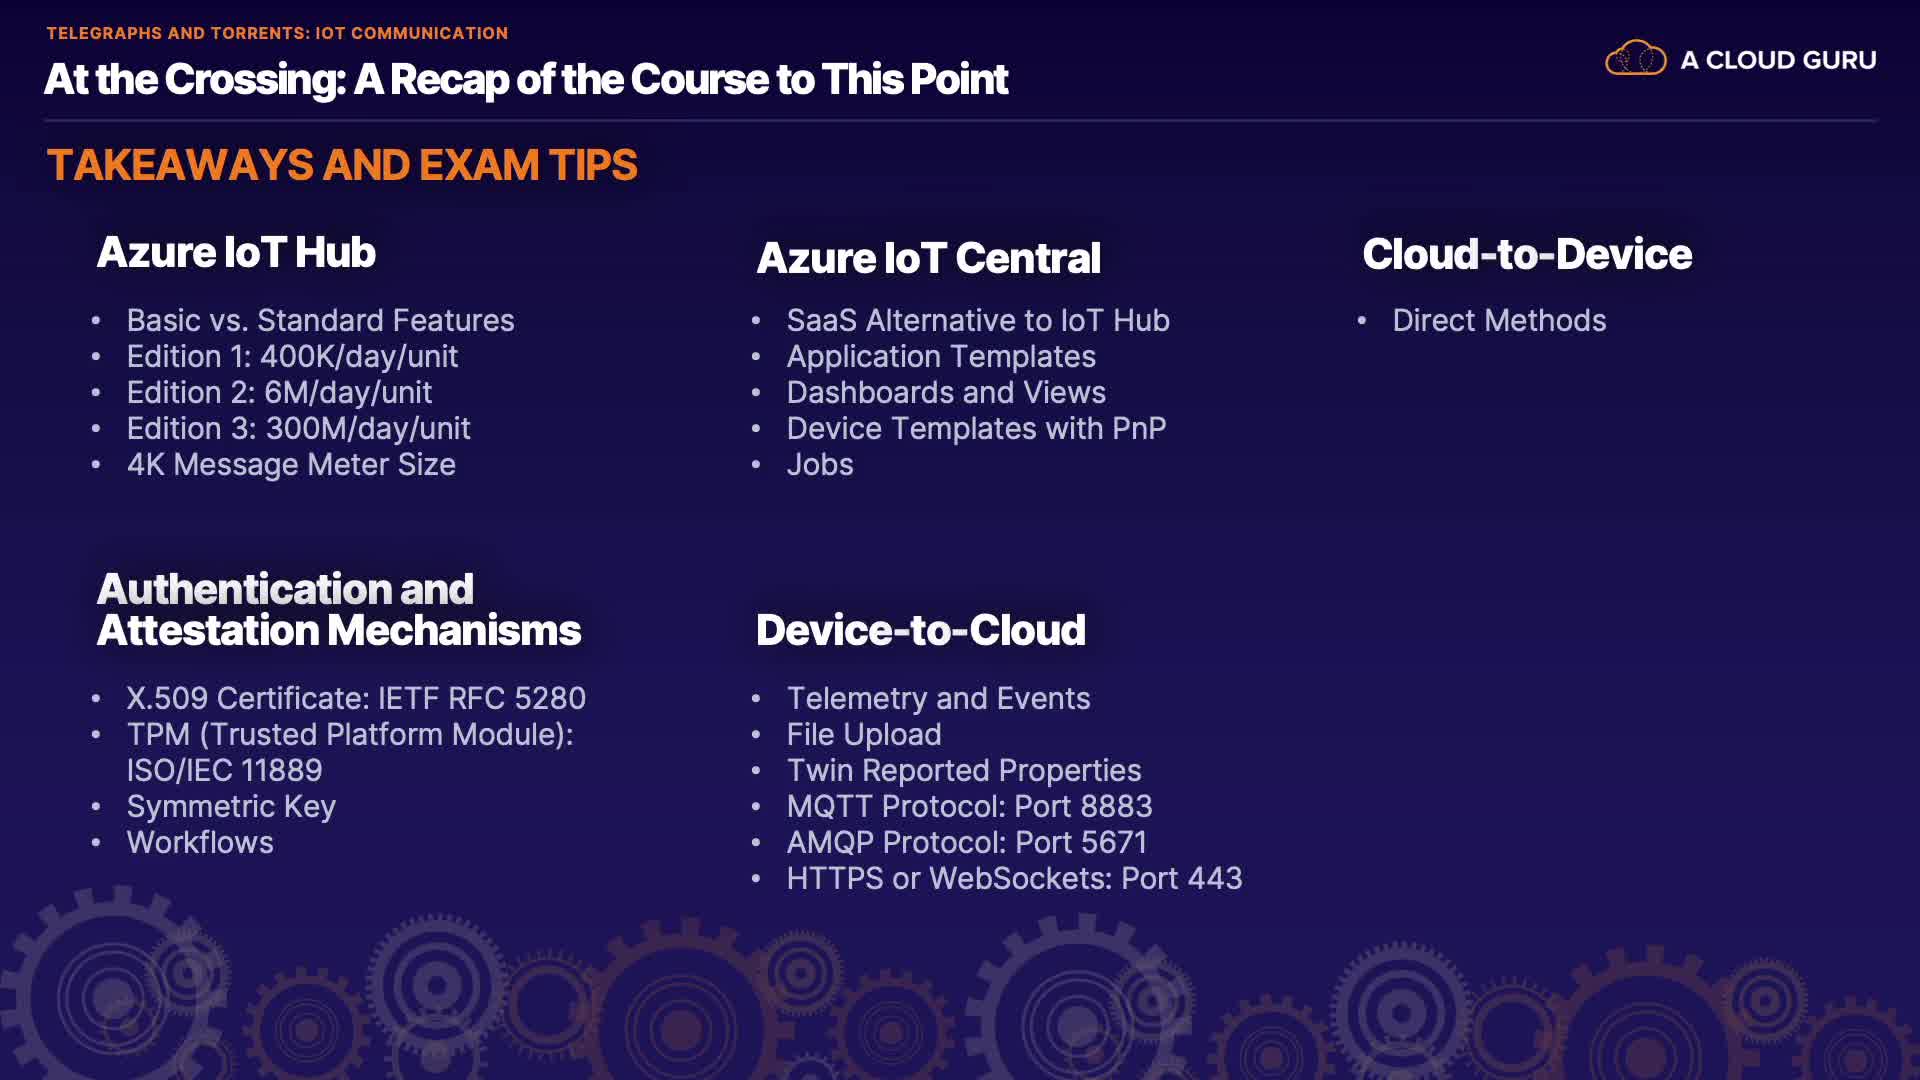 TELEGRAPHS AND TORRENTS: IOT COMMUNICATION
At the Crossing: A Recap of the Course to This Point
A CLOUD GURU
TAKEAWAYS AND EXAM TIPS
Azure IoT Hub
• Basic vs. Standard Features
• Edition 1: 400K/day/unit
• Edition 2: 6M/day/unit
• Edition 3: 300M/day/unit
• 4K Message Meter Size
Azure IoT Central
• SaaS Alternative to IoT Hub
• Application Templates
• Dashboards and Views
• Device Templates with PnP
• Jobs
Cloud-to-Device
• Direct Methods
Authentication and
Attestation Mechanisms
• X.509 Certificate: IETF RFC 5280
• TPM (Trusted Platform Module):
ISO/IEC 11889
• Symmetric Key
• Workflows
Device-to-Cloud
• Telemetry and Events
• File Upload
• Twin Reported Properties
• MQTT Protocol: Port 8883
• AMQP Protocol: Port 5671
• HTTPS or WebSockets: Port 443